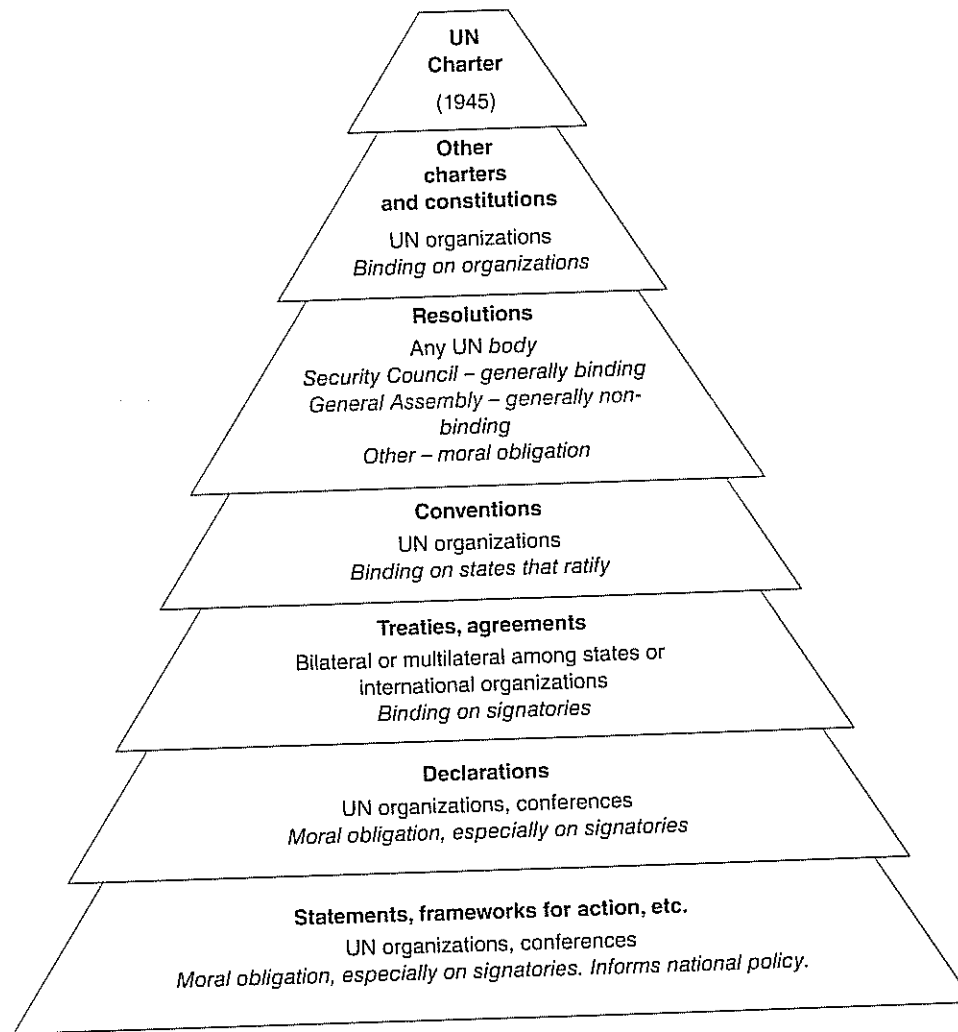 UN
Charter
(1945)
Other
charters
and constitutions
UN organizations
Binding on organizations
Resolutions
Any UN body
Security Council – generally binding
General Assembly – generally non-
binding
Other – moral obligation
Conventions
UN organizations
Binding on states that ratify
Treaties, agreements
Bilateral or multilateral among states or
international organizations
Binding on signatories
Declarations
UN organizations, conferences
Moral obligation, especially on signatories
Statements, frameworks for action, etc.
UN organizations, conferences
Moral obligation, especially on signatories. Informs national policy.